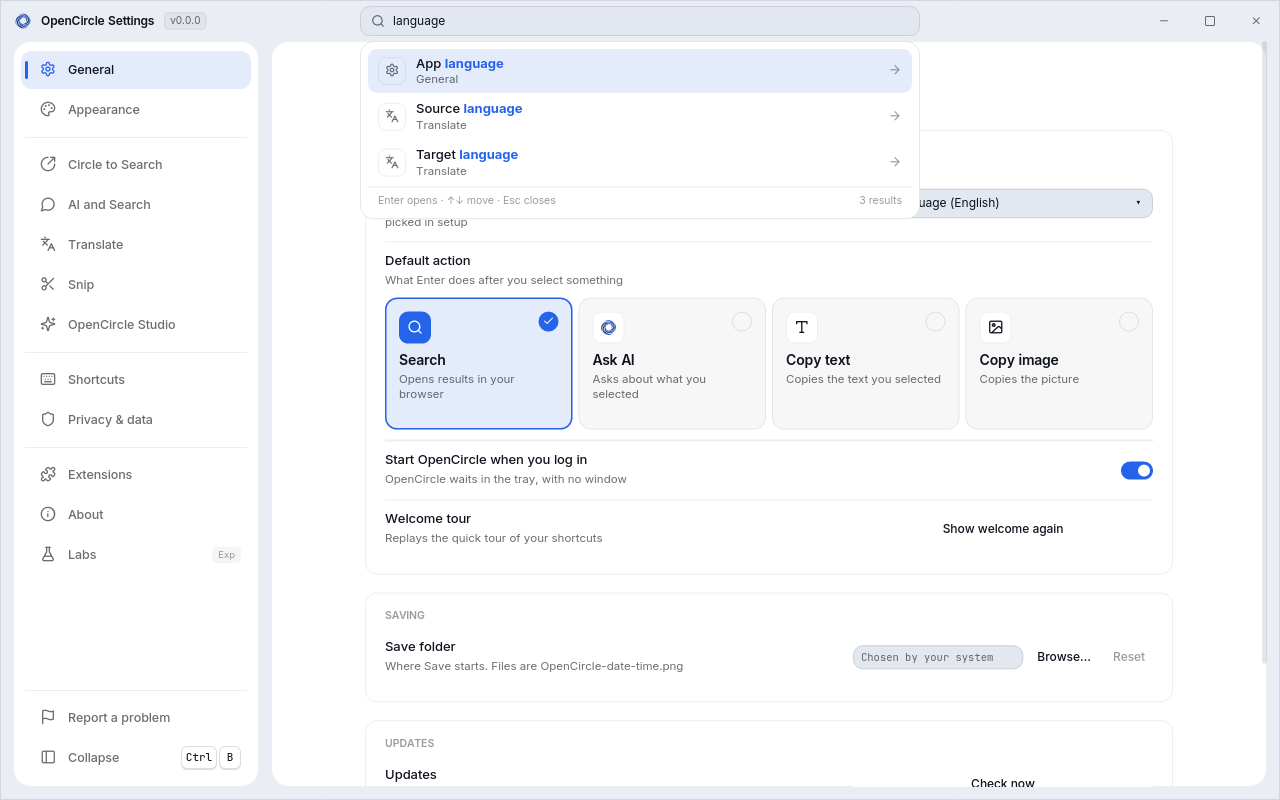 OpenCircle Settings v0.0.0
language
General
Appearance
Circle to Search
AI and Search
Translate
Snip
OpenCircle Studio
Shortcuts
Privacy & data
Extensions
About
Labs Exp
Report a problem
Collapse Ctrl B
App language
General
Source language
Translate
Target language
Translate
Enter opens · ↑↓ move · Esc closes 3 results
(English)
picked in setup
Default action
What Enter does after you select something
Search
Opens results in your
browser
Ask AI
Asks about what you
selected
Copy text
Copies the text you selected
Copy image
Copies the picture
Start OpenCircle when you log in
OpenCircle waits in the tray, with no window
Welcome tour
Replays the quick tour of your shortcuts
Show welcome again
SAVING
Save folder
Where Save starts. Files are OpenCircle-date-time.png
Chosen by your system Browse... Reset
UPDATES
Updates
Check now